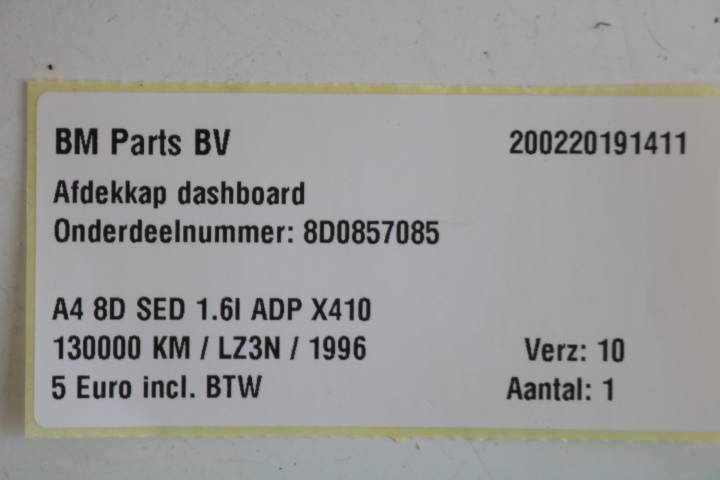 BM Parts BV 200220191411
Afdekkap dashboard
Onderdeelnummer: 8D0857085
A4 8D SED 1.6I ADP X410
130000 KM / LZ3N / 1996 Verz: 10
5 Euro incl. BTW Aantal: 1